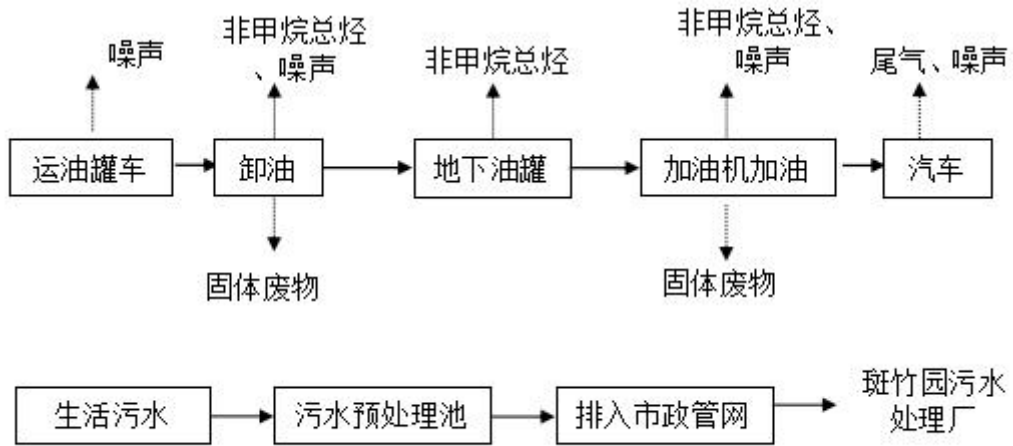 噪声
非甲烷总烃
、噪声
非甲烷总烃
非甲烷总烃、
噪声
尾气、噪声
运油罐车
卸油
地下油罐
加油机加油
汽车
固体废物
固体废物
生活污水
污水预处理池
排入市政管网
斑竹园污水
处理厂